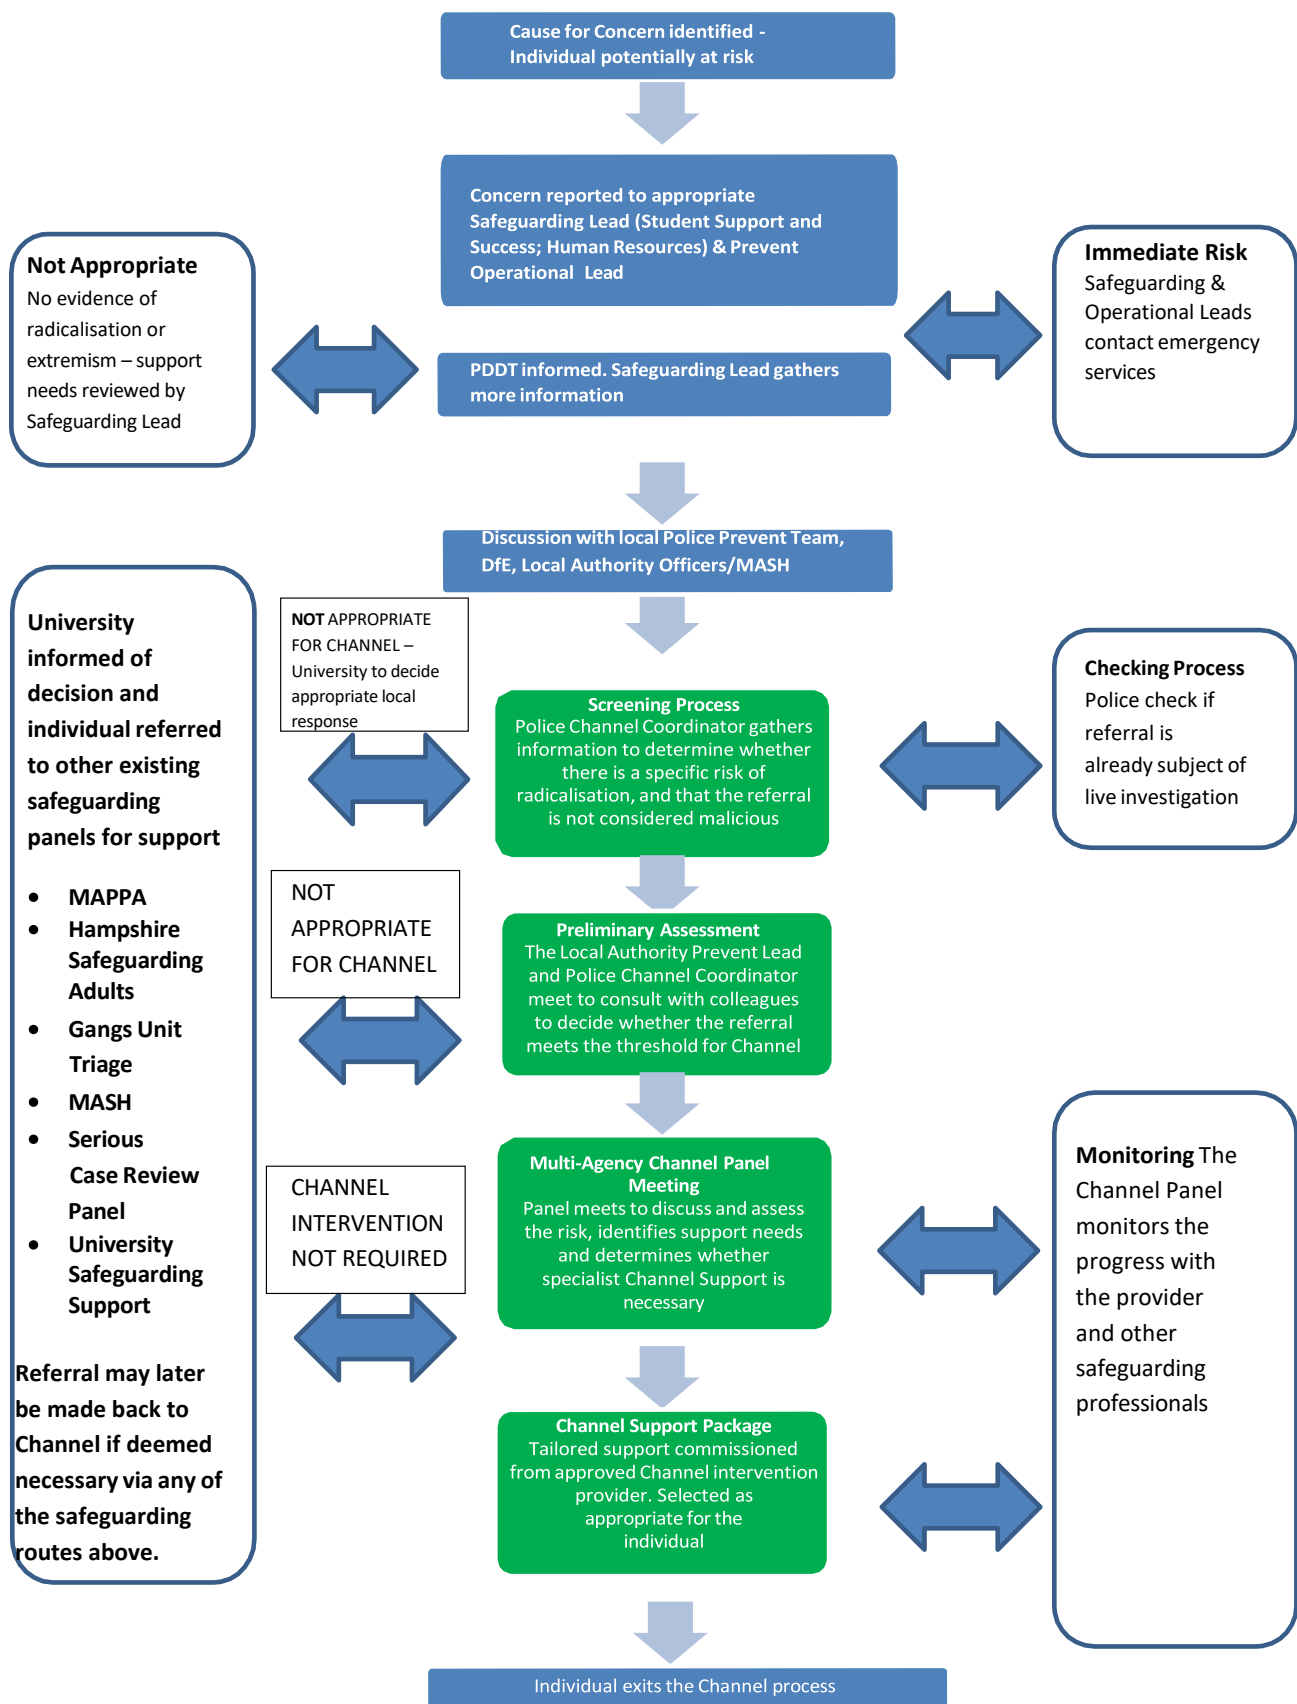 Cause for Concern identified -
Individual potentially at risk
Concern reported to appropriate
Safeguarding Lead (Student Support and
Success; Human Resources) & Prevent
Operational Lead
Not Appropriate
No evidence of
radicalisation or
extremism – support
needs reviewed by
Safeguarding Lead
Immediate Risk
Safeguarding &
Operational Leads
contact emergency
services
PDDT informed. Safeguarding Lead gathers
more information
Discussion with local Police Prevent Team,
DfE, Local Authority Officers/MASH
University
informed of
decision and
individual referred
to other existing
safeguarding
panels for support
• MAPPA
• Hampshire
Safeguarding
Adults
• Gangs Unit
Triage
• MASH
• Serious
Case Review
Panel
• University
Safeguarding
Support
Referral may later
be made back to
Channel if deemed
necessary via any of
the safeguarding
routes above.
NOT APPROPRIATE
FOR CHANNEL –
University to decide
appropriate local
response
Screening Process
Police Channel Coordinator gathers
information to determine whether
there is a specific risk of
radicalisation, and that the referral
is not considered malicious
Checking Process
Police check if
referral is
already subject of
live investigation
NOT
APPROPRIATE
FOR CHANNEL
Preliminary Assessment
The Local Authority Prevent Lead
and Police Channel Coordinator
meet to consult with colleagues
to decide whether the referral
meets the threshold for Channel
CHANNEL
INTERVENTION
NOT REQUIRED
Multi-Agency Channel Panel
Meeting
Panel meets to discuss and assess
the risk, identifies support needs
and determines whether
specialist Channel Support is
necessary
Monitoring The
Channel Panel
monitors the
progress with
the provider
and other
safeguarding
professionals
Channel Support Package
Tailored support commissioned
from approved Channel intervention
provider. Selected as
appropriate for the
individual
Individual exits the Channel process